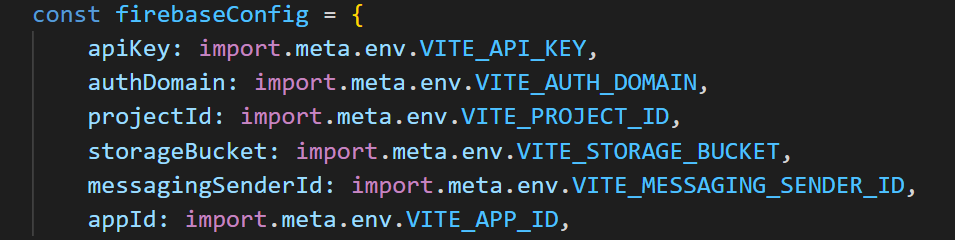 const firebaseConfig = {
apiKey: import.meta.env.VITE_API_KEY,
authDomain: import.meta.env.VITE_AUTH_DOMAIN,
projectId: import.meta.env.VITE_PROJECT_ID,
storageBucket: import.meta.env.VITE_STORAGE_BUCKET,
messagingSenderId: import.meta.env.VITE_MESSAGING_SENDER_ID,
appId: import.meta.env.VITE_APP_ID,